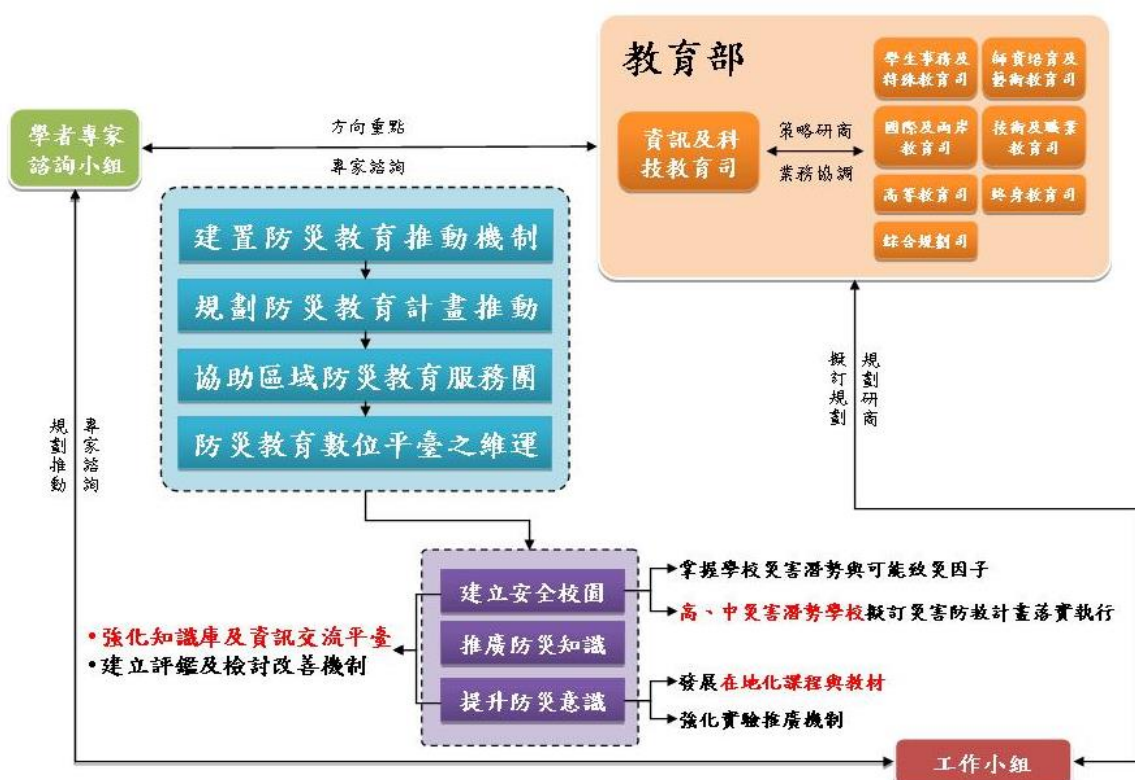 教育部
學生事務及
特殊教育司
師資培育及
藝術教育司
學者專家
諮詢小組
方向重點
專家諮詢
資訊及科
技教育司
策略研商
業務協調
國際及兩岸
教育司
技術及職業
教育司
高等教育司
終身教育司
綜合規劃司
建置防災教育推動機制
規劃防災教育計畫推動
協助區域防災教育服務團
防災教育數位平臺之維運
擬訂規劃
規劃研商
規劃推動
專家諮詢
建立安全校園
推廣防災知識
提升防災意識
掌握學校災害潛勢與可能致災因子
高、中災害潛勢學校擬訂災害防救計畫落實執行
•強化知識庫及資訊交流平臺
•建立評鑑及檢討改善機制
發展在地化課程與教材
強化實驗推廣機制
工作小組